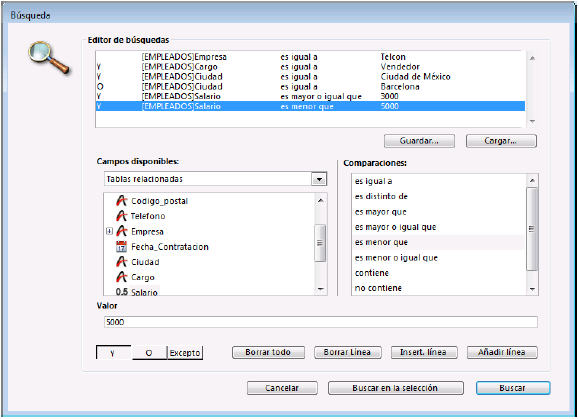 Búsqueda
Editor de búsquedas
[EMPLEADOS]Empresa es igual a Telcon
Y [EMPLEADOS]Cargo es igual a Vendedor
Y [EMPLEADOS]Ciudad es igual a Ciudad de México
O [EMPLEADOS]Ciudad es igual a Barcelona
Y [EMPLEADOS]Salario es mayor o igual que 3000
Y [EMPLEADOS]Salario es menor que 5000
Guardar... Cargar...
Campos disponibles:
Tablas relacionadas
Codigo_postal
Telefono
Empresa
17 Fecha_Contratacion
Ciudad
Cargo
0.5 Salario
Comparaciones:
es igual a
es distinto de
es mayor que
es mayor o igual que
es menor que
es menor o igual que
contiene
no contiene
Valor
5000
Y O Excepto Borrar todo Borrar Línea Insert. línea Añadir línea
Cancelar Buscar en la selección Buscar